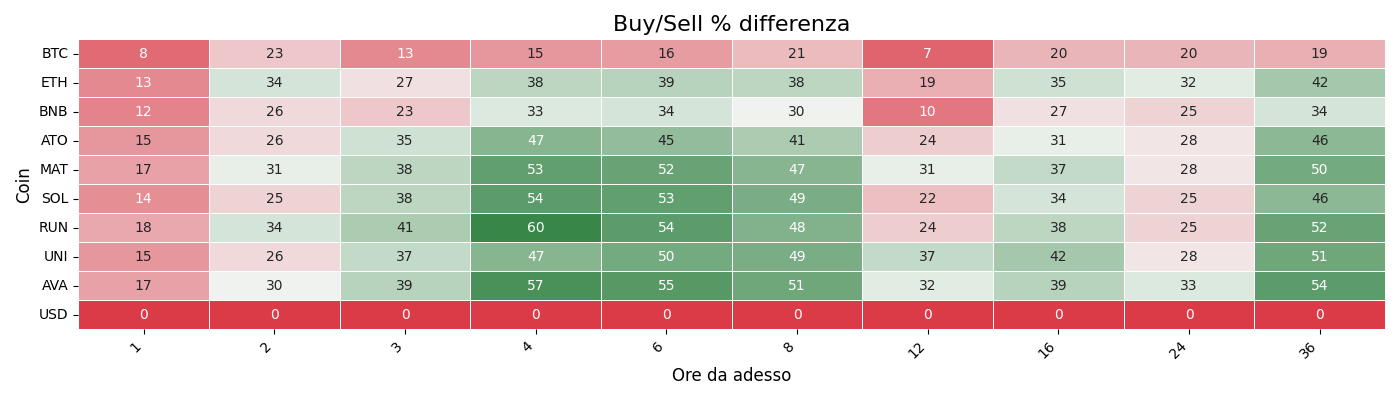 Buy/Sell % differenza
Coin
BTC 8 23 13 15 16 21 7 20 20 19
ETH 13 34 27 38 39 38 19 35 32 42
BNB 12 26 23 33 34 30 10 27 25 34
ATO 15 26 35 47 45 41 24 31 28 46
MAT 17 31 38 53 52 47 31 37 28 50
SOL 14 25 38 54 53 49 22 34 25 46
RUN 18 34 41 60 54 48 24 38 25 52
UNI 15 26 37 47 50 49 37 42 28 51
AVA 17 30 39 57 55 51 32 39 33 54
USD 0 0 0 0 0 0 0 0 0 0
1 2 3 4 6 8 12 16 24 36
Ore da adesso